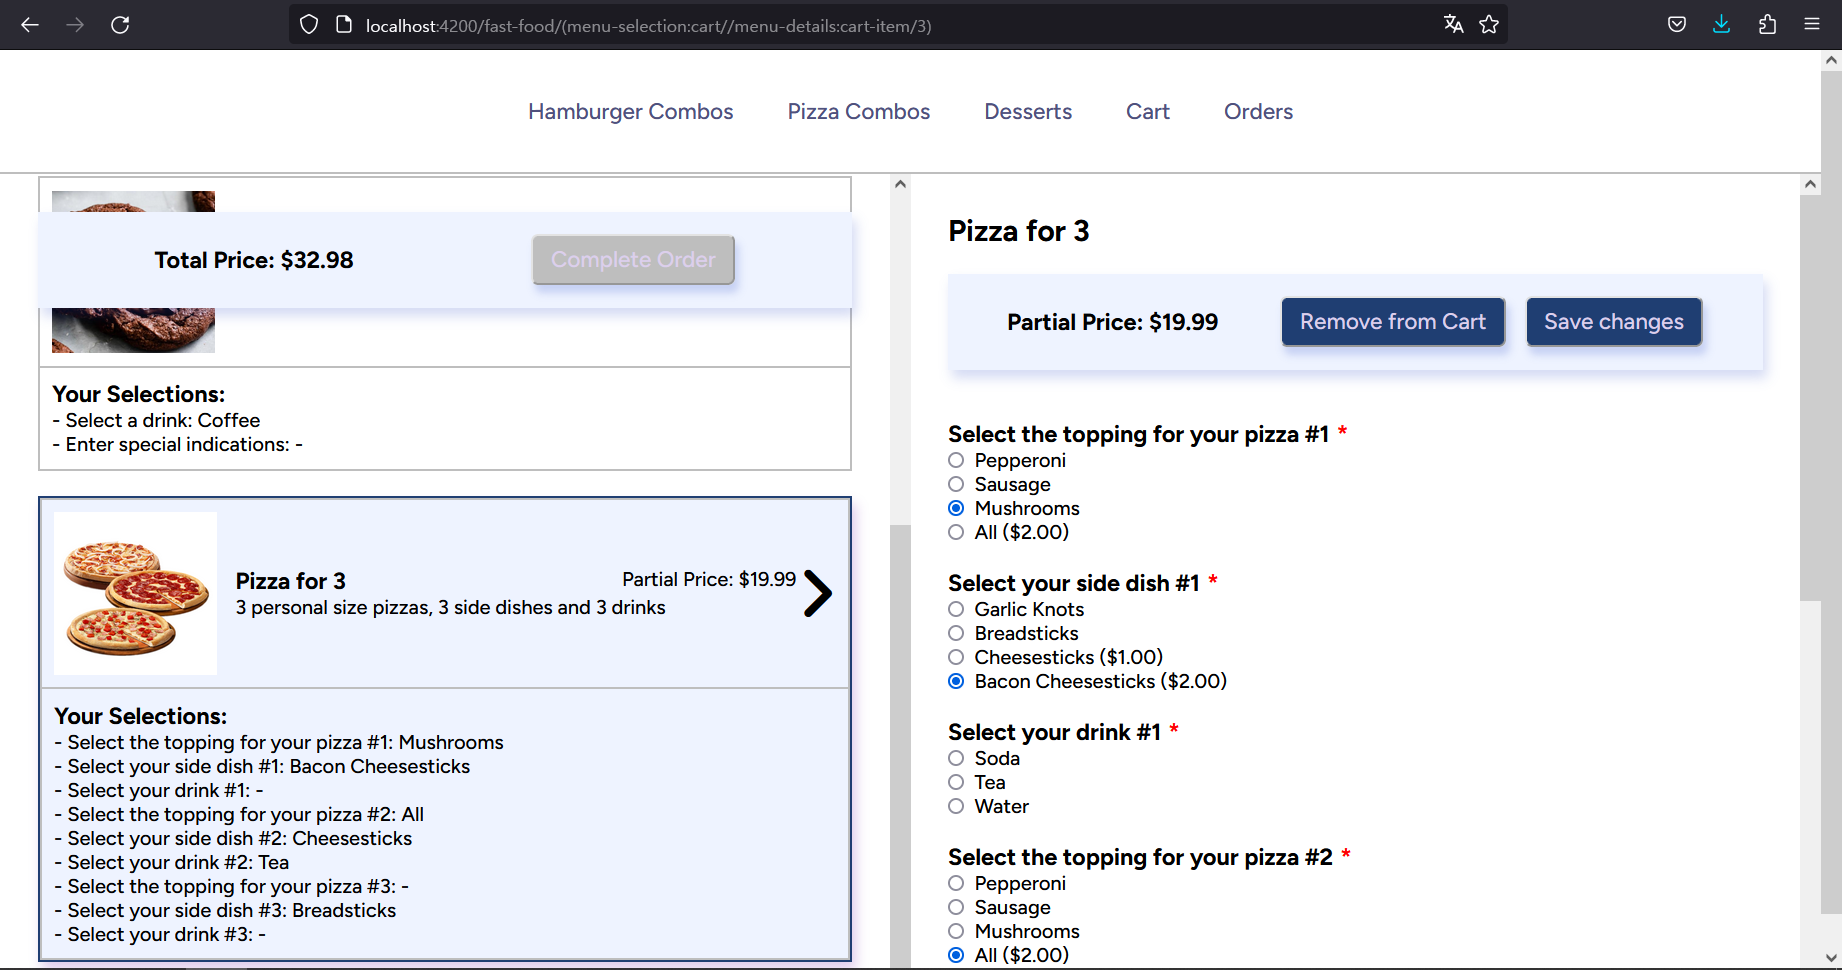 localhost:4200/fast-food/(menu-selection:cart//menu-details:cart-item/3)
Hamburger Combos
Pizza Combos
Desserts
Cart
Orders
Total Price: $32.98
Complete Order
Your Selections:
- Select a drink: Coffee
- Enter special indications: -
Pizza for 3
Partial Price: $19.99
3 personal size pizzas, 3 side dishes and 3 drinks
Your Selections:
- Select the topping for your pizza #1: Mushrooms
- Select your side dish #1: Bacon Cheesesticks
- Select your drink #1: -
- Select the topping for your pizza #2: All
- Select your side dish #2: Cheesesticks
- Select your drink #2: Tea
- Select the topping for your pizza #3: -
- Select your side dish #3: Breadsticks
- Select your drink #3: -
Pizza for 3
Partial Price: $19.99
Remove from Cart
Save changes
Select the topping for your pizza #1 *
Pepperoni
Sausage
Mushrooms
All ($2.00)
Select your side dish #1 *
Garlic Knots
Breadsticks
Cheesesticks ($1.00)
Bacon Cheesesticks ($2.00)
Select your drink #1 *
Soda
Tea
Water
Select the topping for your pizza #2 *
Pepperoni
Sausage
Mushrooms
All ($2.00)